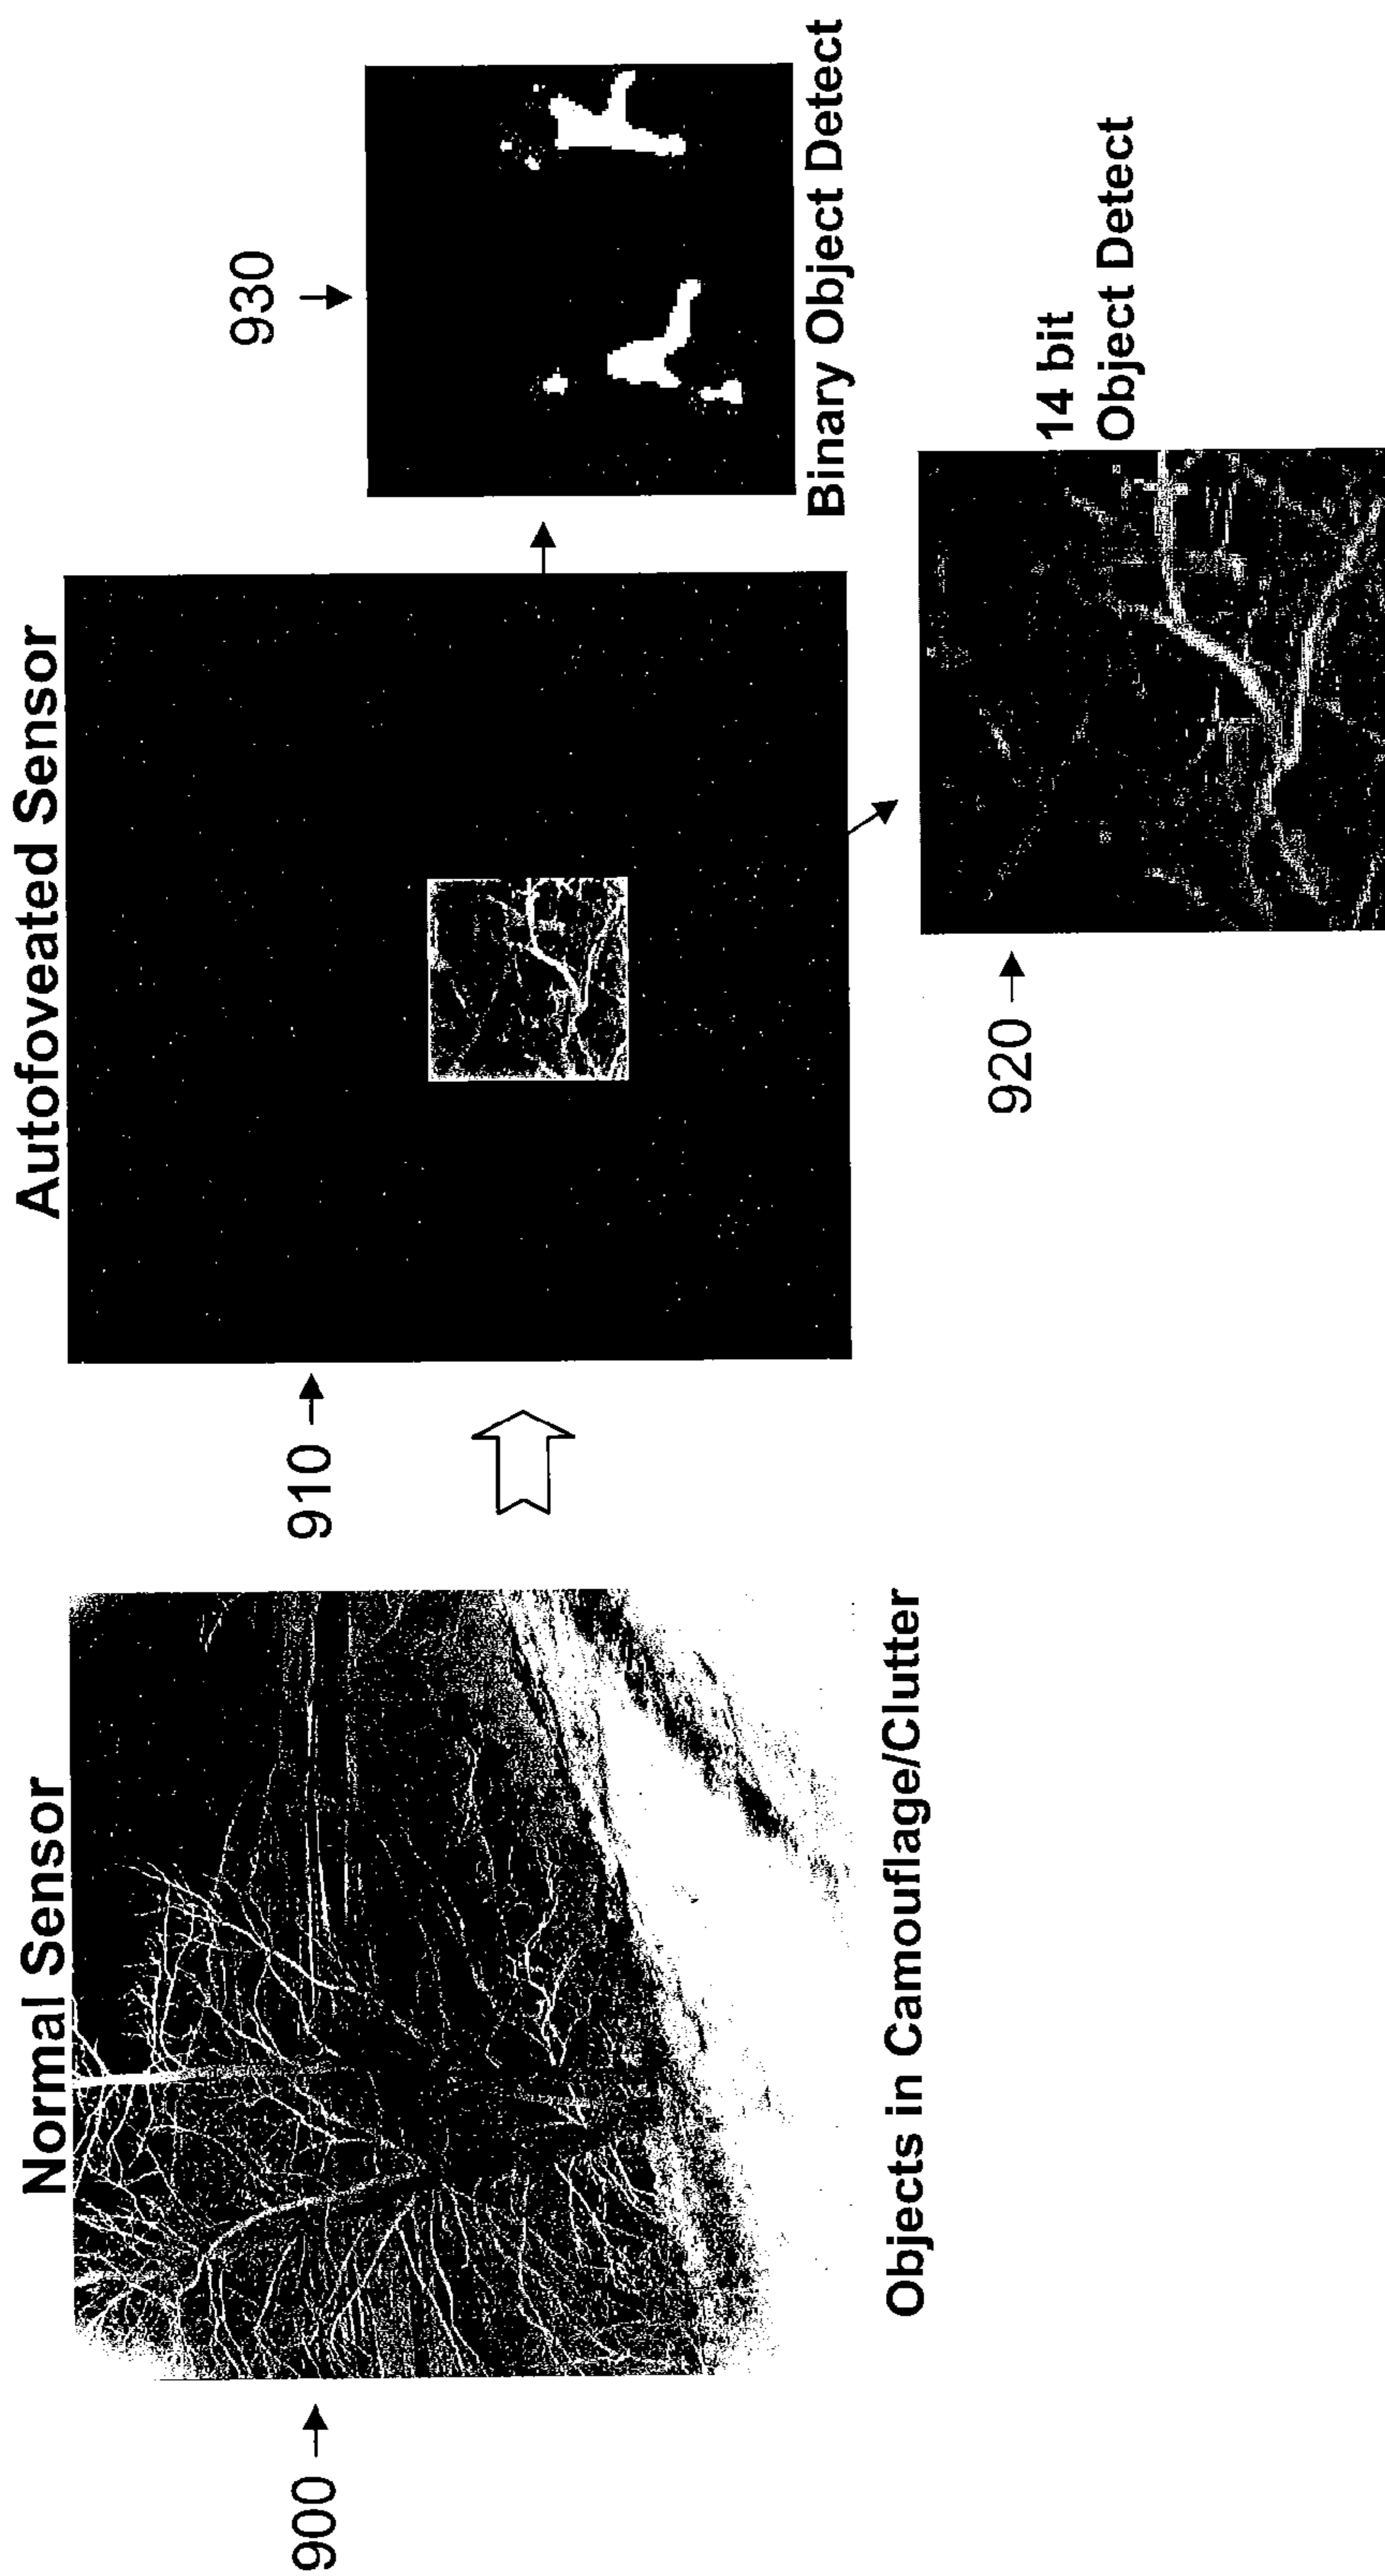 Normal Sensor
900
Objects in Camouflage/Clutter
Autofoveated Sensor
910
930
Binary Object Detect
920
14 bit
Object Detect